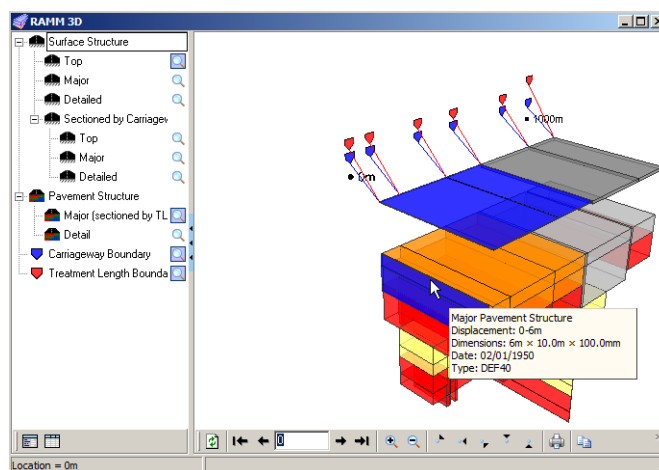 RAMM 3D
Surface Structure
Top
Major
Detailed
Sectioned by Carriagew
Top
Major
Detailed
Pavement Structure
Major (sectioned by TL
Detail
Carriageway Boundary
Treatment Length Bounda
1000m
0m
Major Pavement Structure
Displacement: 0-6m
Dimensions: 6m × 10.0m × 100.0mm
Date: 02/01/1950
Type: DEF40
0
Location = 0m